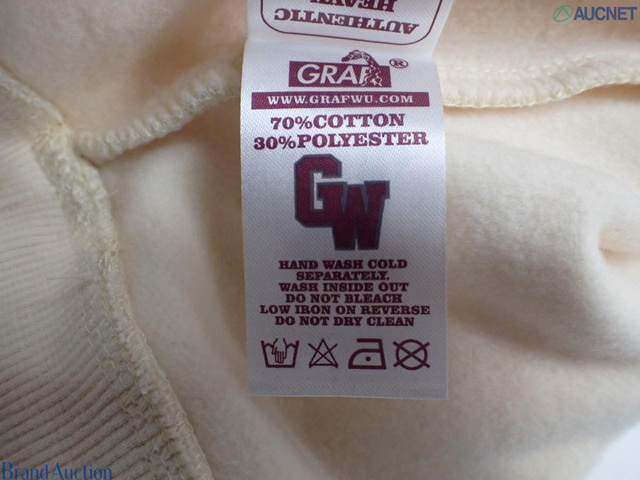 AUCNET
HEAVY
AUTHENTIC
GRAF®
WWW.GRAFWU.COM
70%COTTON
30%POLYESTER
GW
HAND WASH COLD
SEPARATELY.
WASH INSIDE OUT
DO NOT BLEACH
LOW IRON ON REVERSE
DO NOT DRY CLEAN
Brand Auction